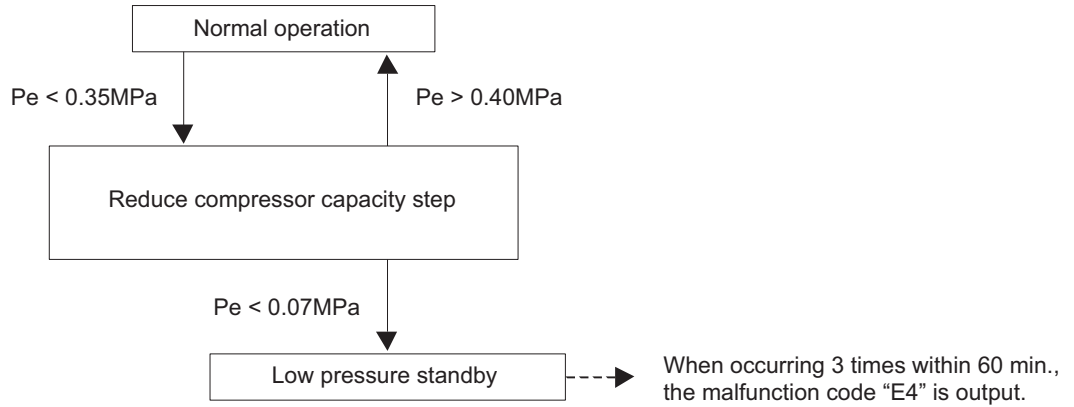 Normal operation
Pe < 0.35MPa
Pe > 0.40MPa
Reduce compressor capacity step
Pe < 0.07MPa
Low pressure standby
When occurring 3 times within 60 min.,
the malfunction code “E4” is output.